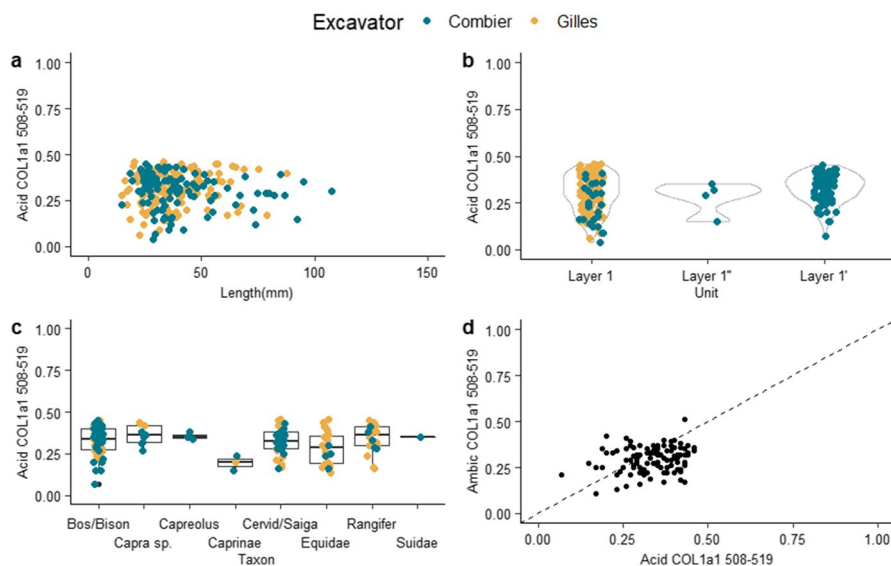 Excavator Combier Gilles
a
Acid COL1a1 508-519
1.00
0.75
0.50
0.25
0.00
0 50 100 150
Length(mm)
b
Acid COL1a1 508-519
1.00
0.75
0.50
0.25
0.00
Layer 1 Layer 1" Layer 1'
Unit
c
Acid COL1a1 508-519
1.00
0.75
0.50
0.25
0.00
Bos/Bison Capreolus Cervid/Saiga Rangifer
Capra sp. Caprinae Equidae Suidae
Taxon
d
Ambic COL1a1 508-519
1.00
0.75
0.50
0.25
0.00
0.00 0.25 0.50 0.75 1.00
Acid COL1a1 508-519